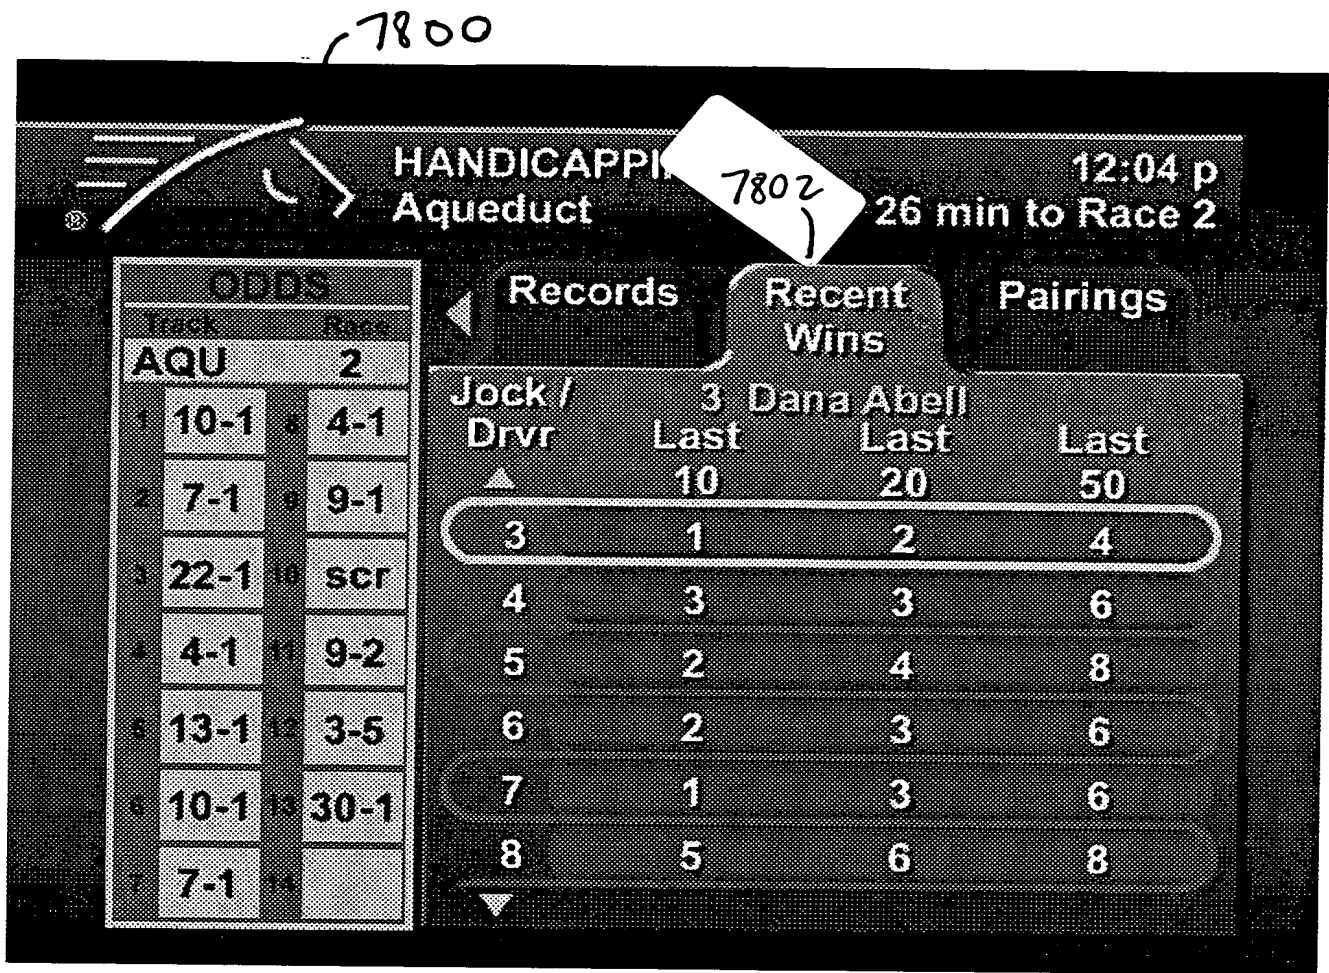 7800
HANDICAPPI
7802
12:04 p
Aqueduct
26 min to Race 2
®
ODDS
Track Race
AQU 2
1 10-1 8 4-1
2 7-1 9 9-1
3 22-1 10 scr
4 4-1 11 9-2
5 13-1 12 3-5
6 10-1 13 30-1
7 7-1 14
Records
Recent
Wins
Pairings
Jock / 3 Dana Abell
Drvr Last Last Last
10 20 50
3 1 2 4
4 3 3 6
5 2 4 8
6 2 3 6
7 1 3 6
8 5 6 8